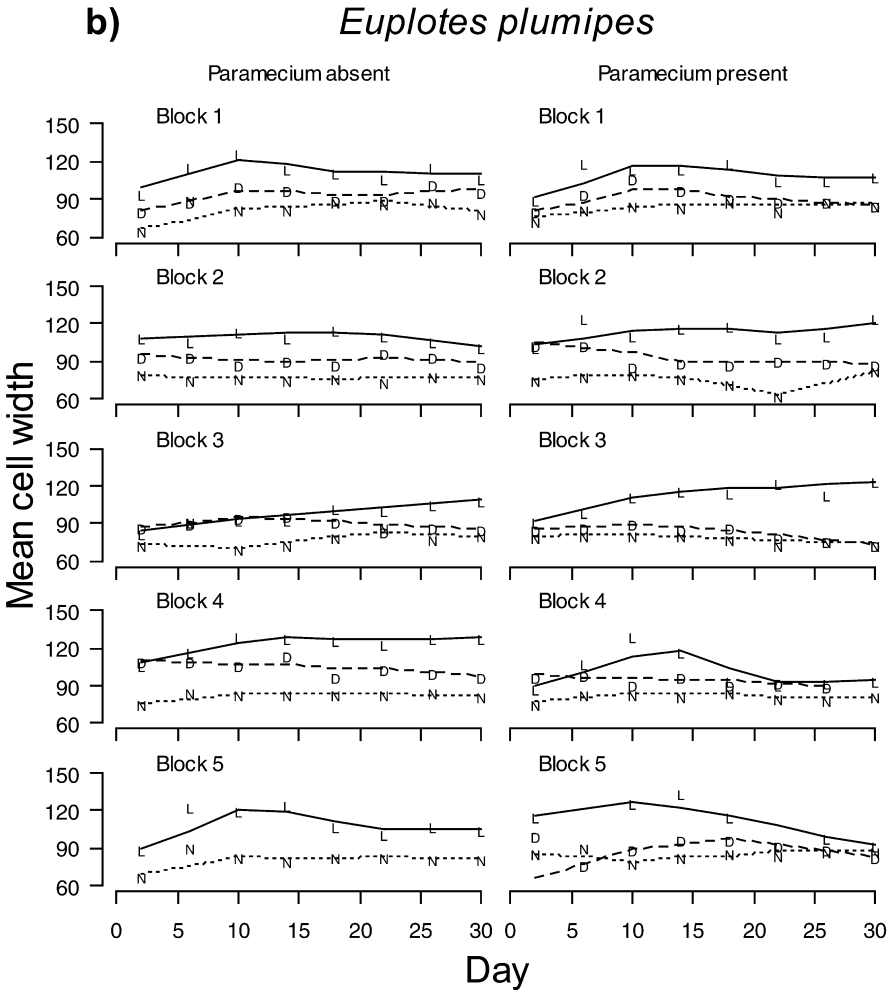 b) Euplotes plumipes
Paramecium absent Paramecium present
Block 1 Block 1
150
120
90
60
L L L L L L L L
D D D D D D D D
N N N N N N N N
L L L L L L L L
D D D D D D D D
N N N N N N N N
Block 2 Block 2
150
120
90
60
L L L L L L L L
D D D D D D D D
N N N N N N N N
L L L L L L L L
D D D D D D D D
N N N N N N N N
Block 3 Block 3
150
120
90
60
L L L L L L L L
D D D D D D D D
N N N N N N N N
L L L L L L L L
D D D D D D D D
N N N N N N N N
Block 4 Block 4
150
120
90
60
L L L L L L L L
D D D D D D D D
N N N N N N N N
L L L L L L L L
D D D D D D D
N N N N N N N N
Block 5 Block 5
150
120
90
60
L L L L L L L L
N N N N N N N N
L L L L L L L L
D D D D D D D D
N N N N N N N N
0 5 10 15 20 25 30 0 5 10 15 20 25 30
Mean cell width
Day